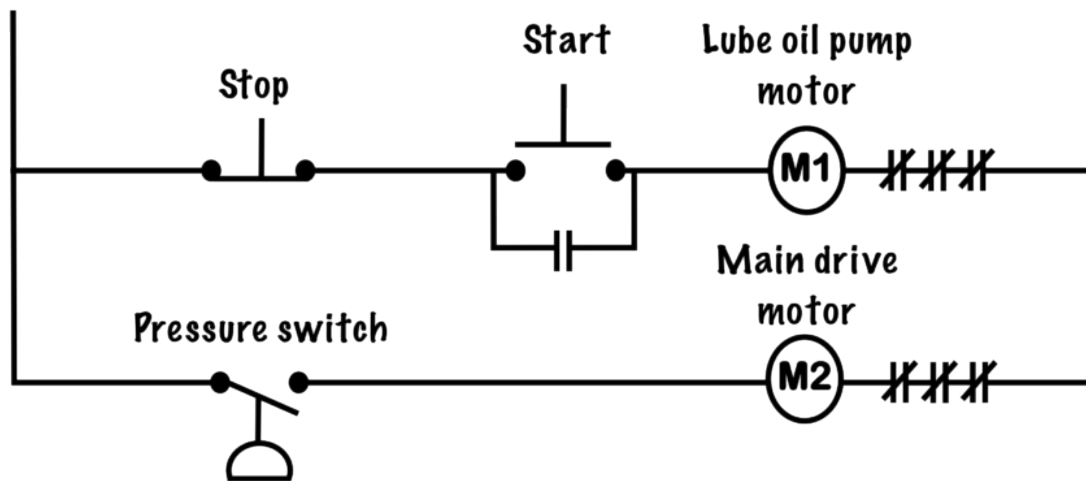 Start
Lube oil pump
motor
Stop
M1
Main drive
motor
Pressure switch
M2